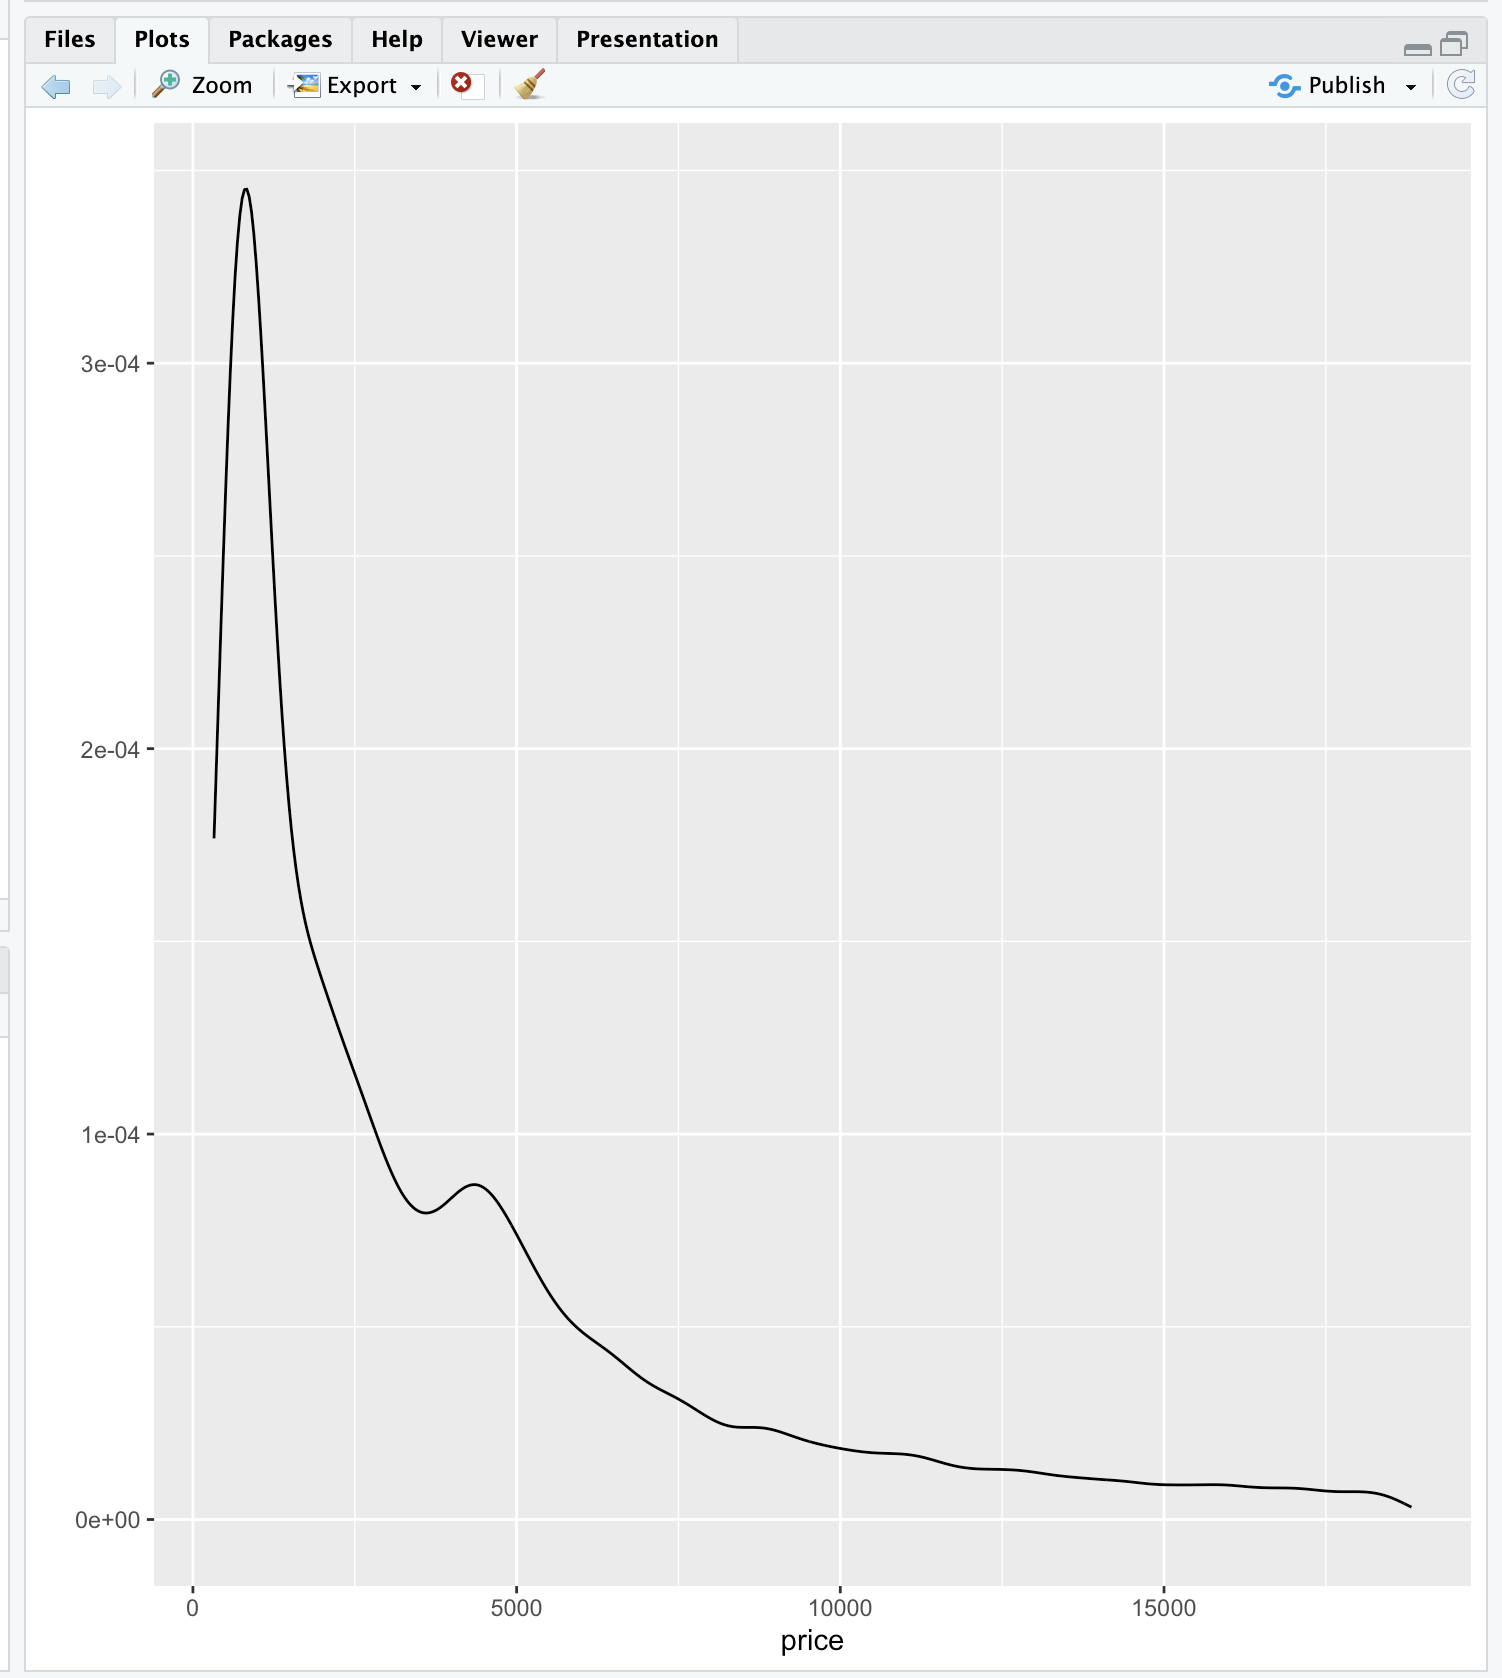 Files Plots Packages Help Viewer Presentation
Zoom Export Publish
3e-04
2e-04
1e-04
0e+00
0 5000 10000 15000
price